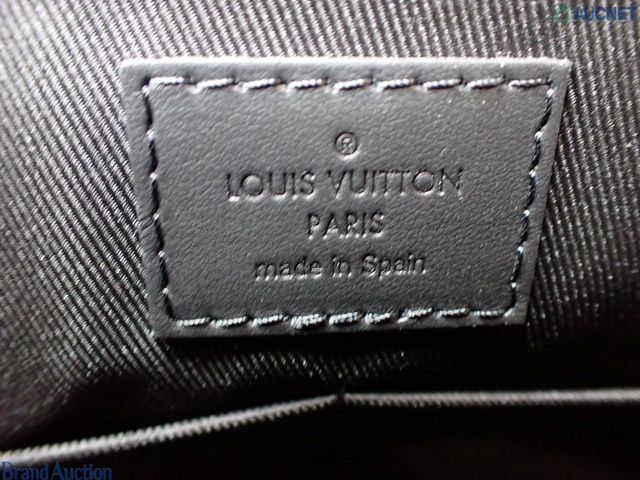 AUCNET
®
LOUIS VUITTON
PARIS
made in Spain
Brand Auction